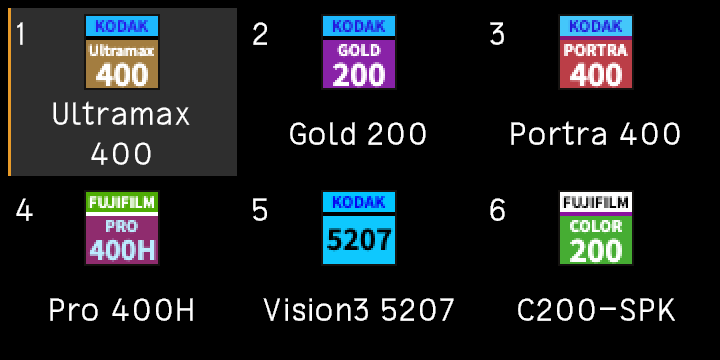 1
KODAK
Ultramax
400
Ultramax
400
2
KODAK
GOLD
200
Gold 200
3
KODAK
PORTRA
400
Portra 400
4
FUJIFILM
PRO
400H
Pro 400H
5
KODAK
5207
Vision3 5207
6
FUJIFILM
COLOR
200
C200-SPK